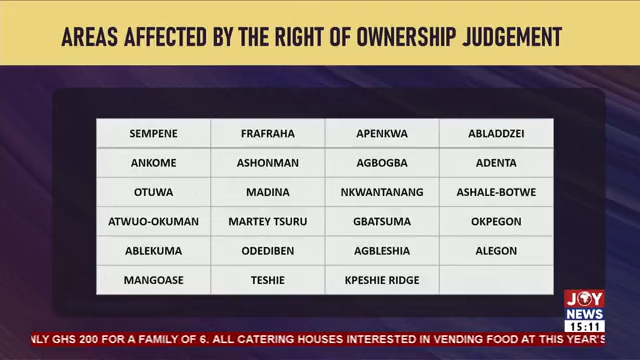 AREAS AFFECTED BY THE RIGHT OF OWNERSHIP JUDGEMENT
SEMPENE FRAFRAHA APENKWA ABLADDZEI
ANKOME ASHONMAN AGBOGBA ADENTA
OTUWA MADINA NKWANTANANG ASHALE-BOTWE
ATWUO-OKUMAN MARTEY TSURU GBATSUMA OKPEGON
ABLEKUMA ODEDIBEN AGBLESHIA ALEGON
MANGOASE TESHIE KPESHIE RIDGE
JOY
NEWS
15:11
NLY GHS 200 FOR A FAMILY OF 6. ALL CATERING HOUSES INTERESTED IN VENDING FOOD AT THIS YEAR'S